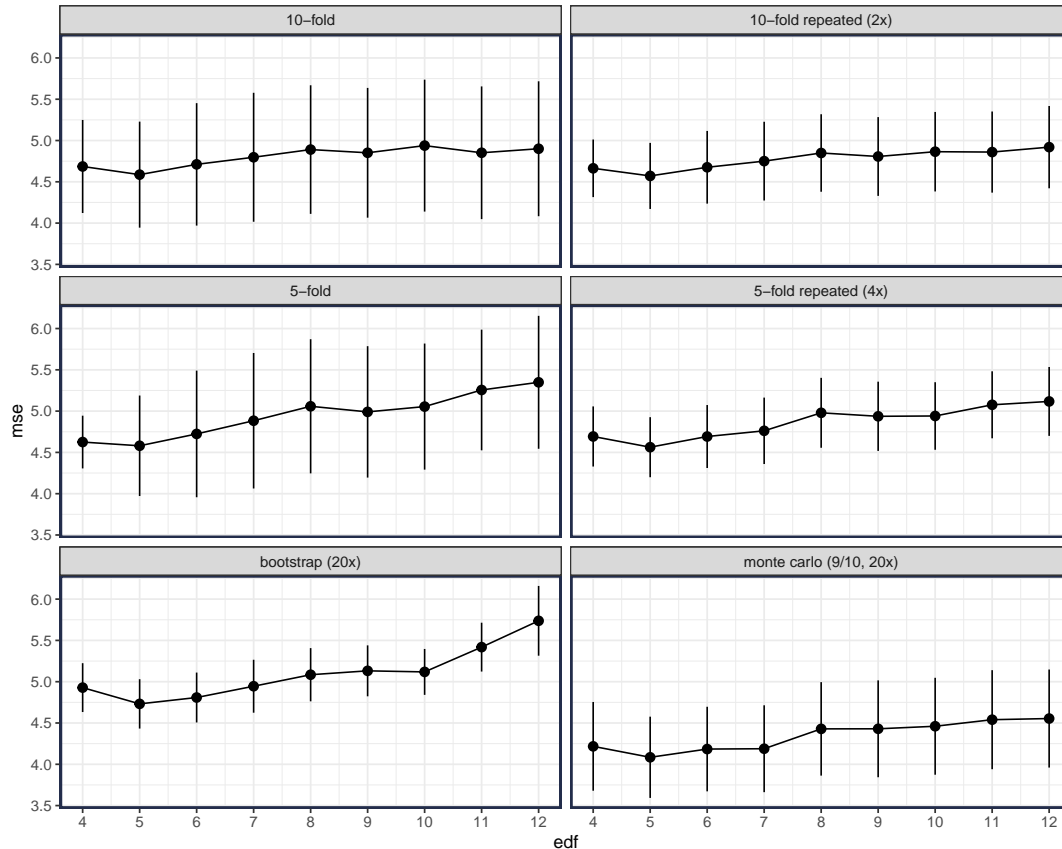 10−fold
10−fold repeated (2x)
6.0
5.5
5.0
4.5
4.0
3.5
5−fold
5−fold repeated (4x)
6.0
5.5
5.0
4.5
4.0
3.5
mse
bootstrap (20x)
monte carlo (9/10, 20x)
6.0
5.5
5.0
4.5
4.0
3.5
4 5 6 7 8 9 10 11 12
4 5 6 7 8 9 10 11 12
edf